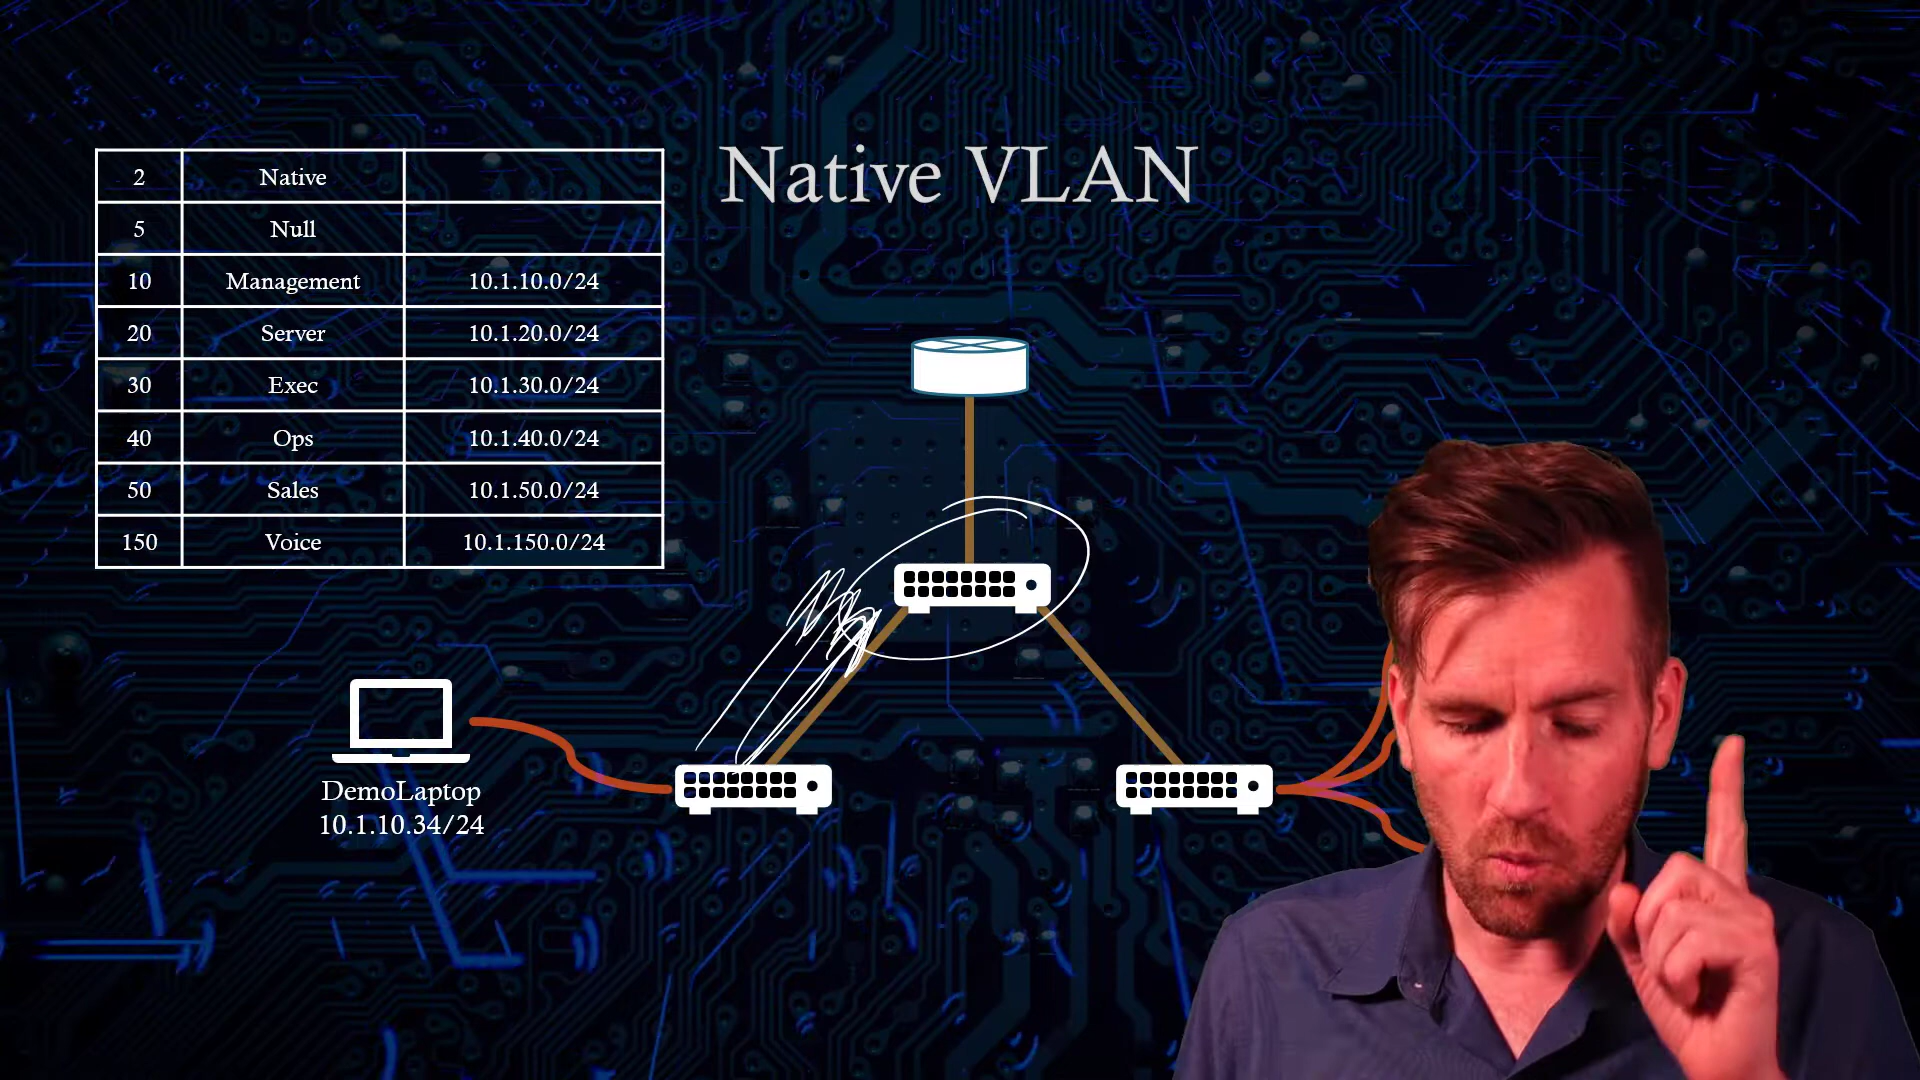 Native VLAN
2 Native
5 Null
10 Management 10.1.10.0/24
20 Server 10.1.20.0/24
30 Exec 10.1.30.0/24
40 Ops 10.1.40.0/24
50 Sales 10.1.50.0/24
150 Voice 10.1.150.0/24
DemoLaptop
10.1.10.34/24